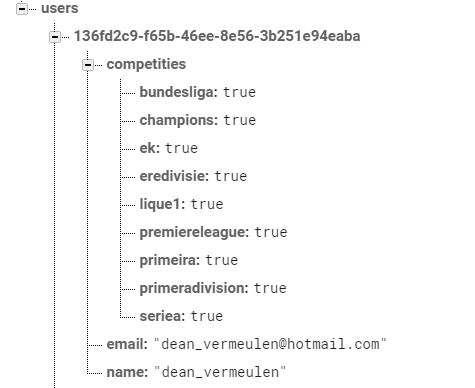 users
136fd2c9-f65b-46ee-8e56-3b251e94eaba
competities
bundesliga: true
champions: true
ek: true
eredivisie: true
lique1: true
premiereleague: true
primeira: true
primeradivision: true
seriea: true
email: "dean_vermeulen@hotmail.com"
name: "dean_vermeulen"